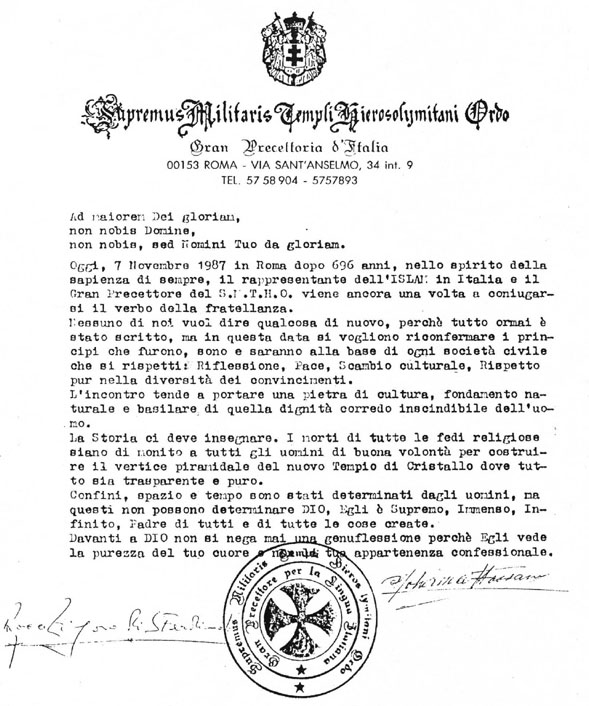 Supremus Militaris Templi Hierosolymitani Ordo
Gran Precettoria d'Italia
00153 ROMA - VIA SANT'ANSELMO, 34 int. 9
TEL. 57 58 904 - 5757893
Ad maiorem Dei gloriam,
non nobis Domine,
non nobis, sed Nomini Tuo da gloriam.
Oggi, 7 Novembre 1987 in Roma dopo 696 anni, nello spirito della
sapienza di sempre, il rappresentante dell'ISLAM in Italia e il
Gran Precettore del S.M.T.H.O. viene ancora una volta a coniugar-
si il verbo della fratellanza.
Nessuno di noi vuol dire qualcosa di nuovo, perchè tutto ormai è
stato scritto, ma in questa data si vogliono riconfermare i prin-
cipi che furono, sono e saranno alla base di ogni società civile
che si rispetti: Riflessione, Pace, Scambio culturale, Rispetto
pur nella diversità dei convincimenti.
L'incontro tende a portare una pietra di cultura, fondamento na-
turale e basilare di quella dignità corredo inscindibile dell'uo-
mo.
La Storia ci deve insegnare. I morti di tutte le fedi religiose
siano di monito a tutti gli uomini di buona volontà per costrui-
re il vertice piramidale del nuovo Tempio di Cristallo dove tut-
to sia trasparente e puro.
Confini, spazio e tempo sono stati determinati dagli uomini, ma
questi non possono determinare DIO, Egli è Supremo, Immenso, In-
finito, Padre di tutti e di tutte le cose create.
Davanti a DIO non si nega mai una genuflessione perchè Egli vede
la purezza del tuo cuore e tua appartenenza confessionale.
Supremus Militaris Templi Hierosolymitani Ordo
Gran Precettore per la Lingua Italiana